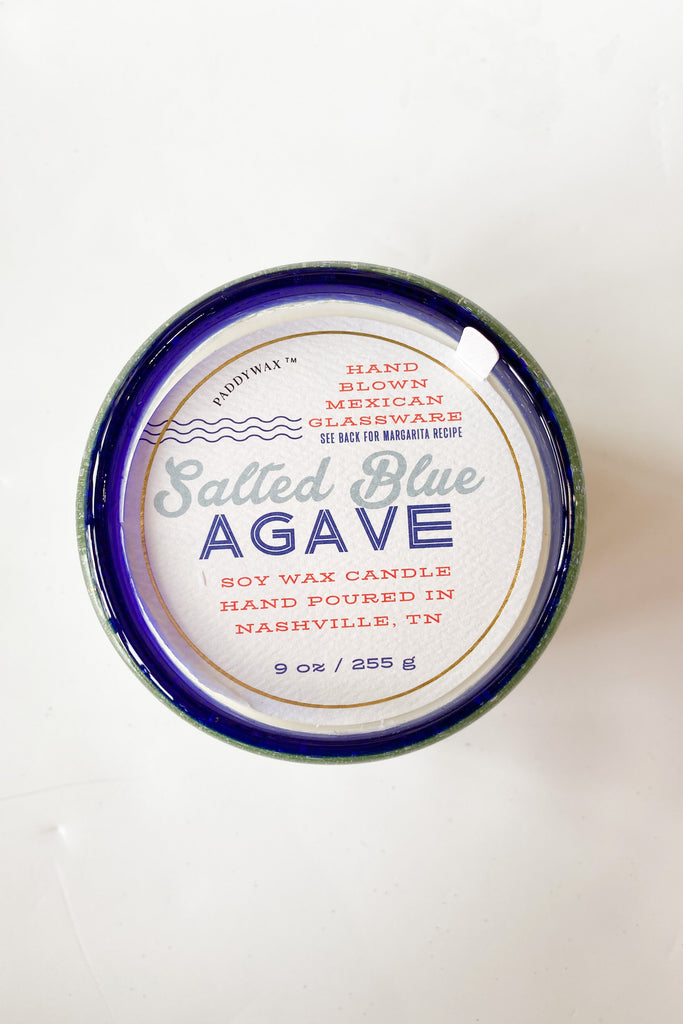 PADDYWAX™
HAND
BLOWN
MEXICAN
GLASSWARE
SEE BACK FOR MARGARITA RECIPE
Salted Blue
AGAVE
SOY WAX CANDLE
HAND POURED IN
NASHVILLE, TN
9 oz / 255 g